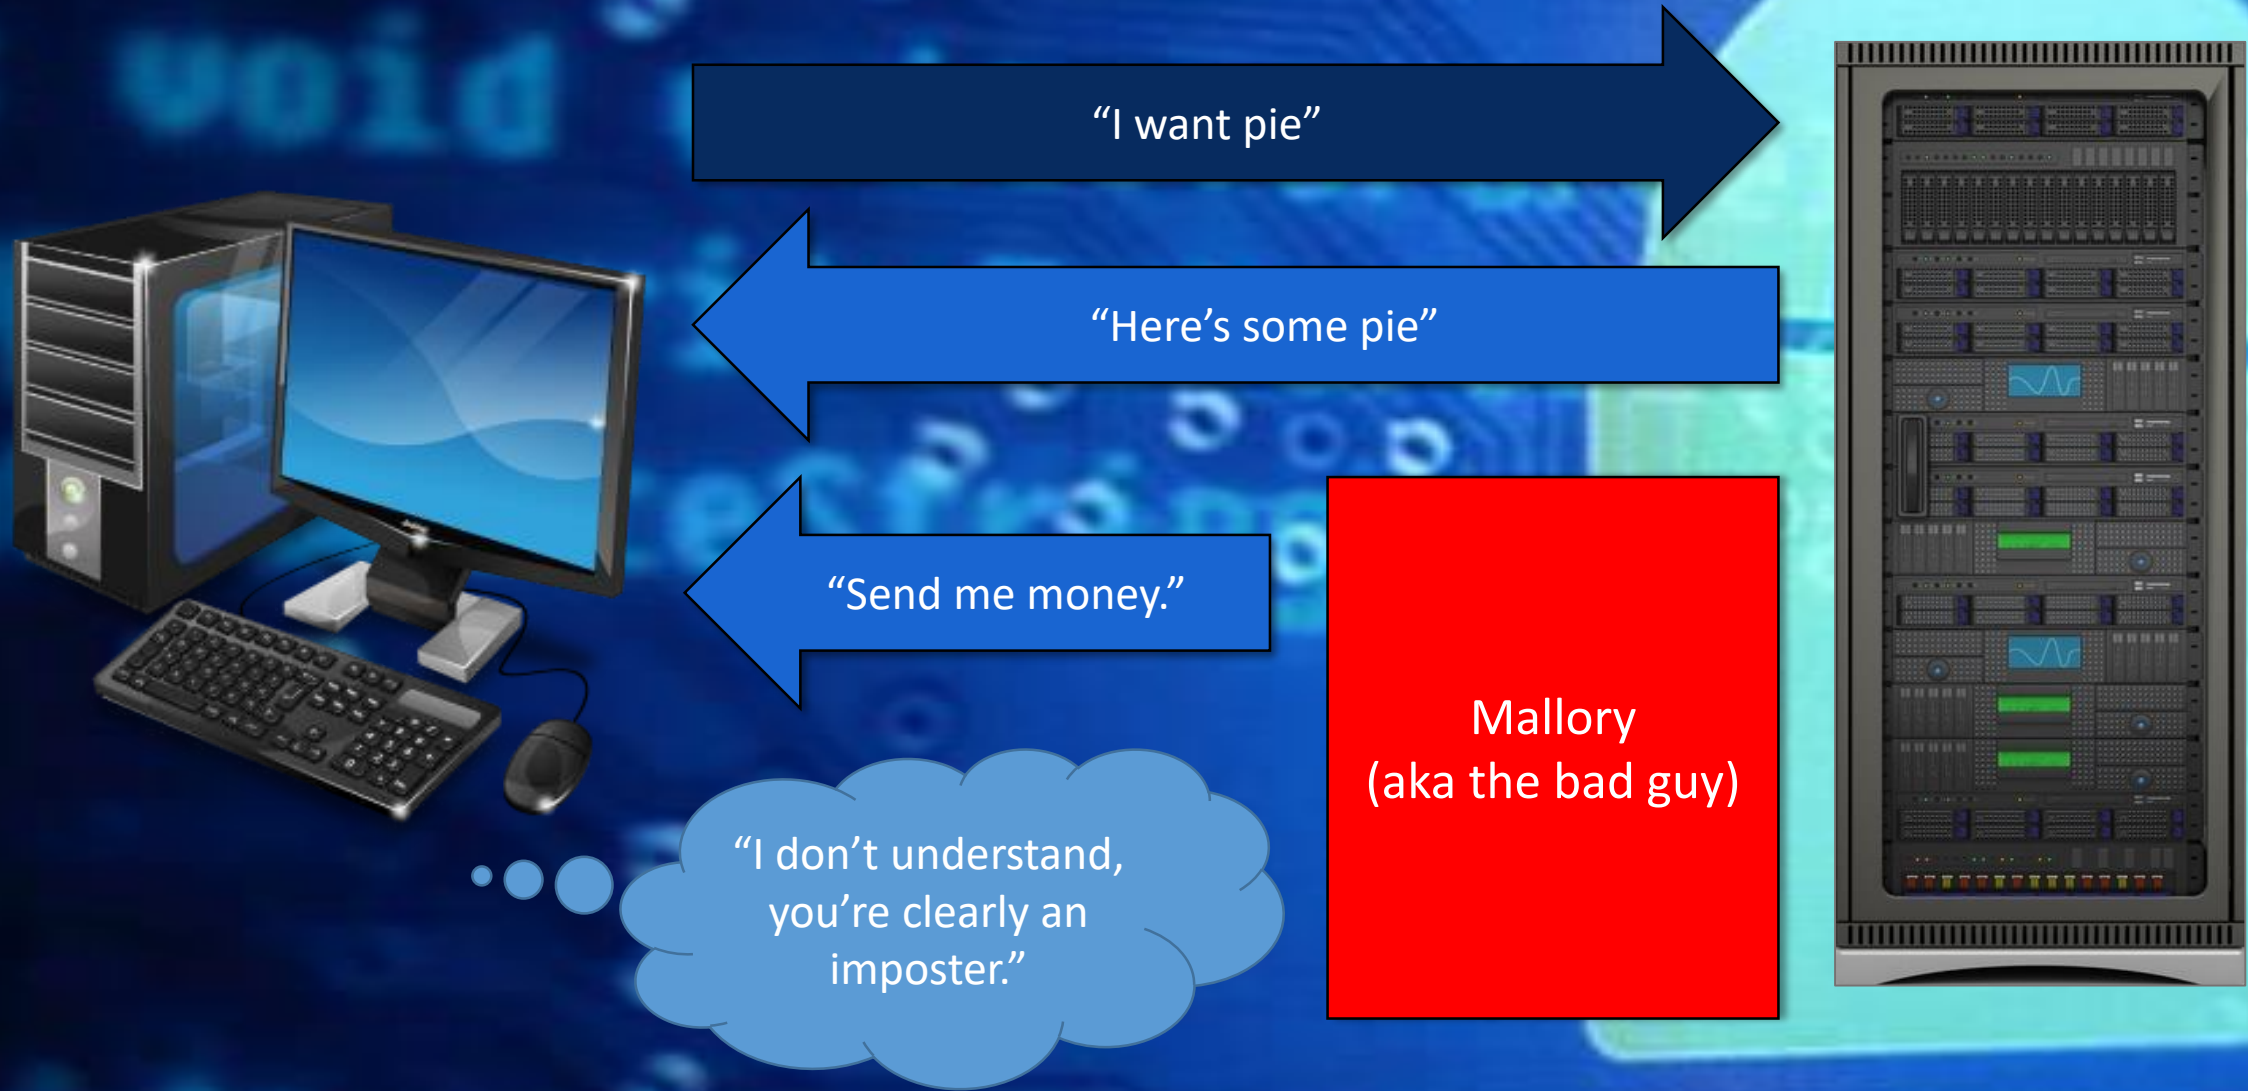 void
“I want pie”
“Here’s some pie”
“Send me money.”
Mallory
(aka the bad guy)
“I don’t understand,
you’re clearly an
imposter.”